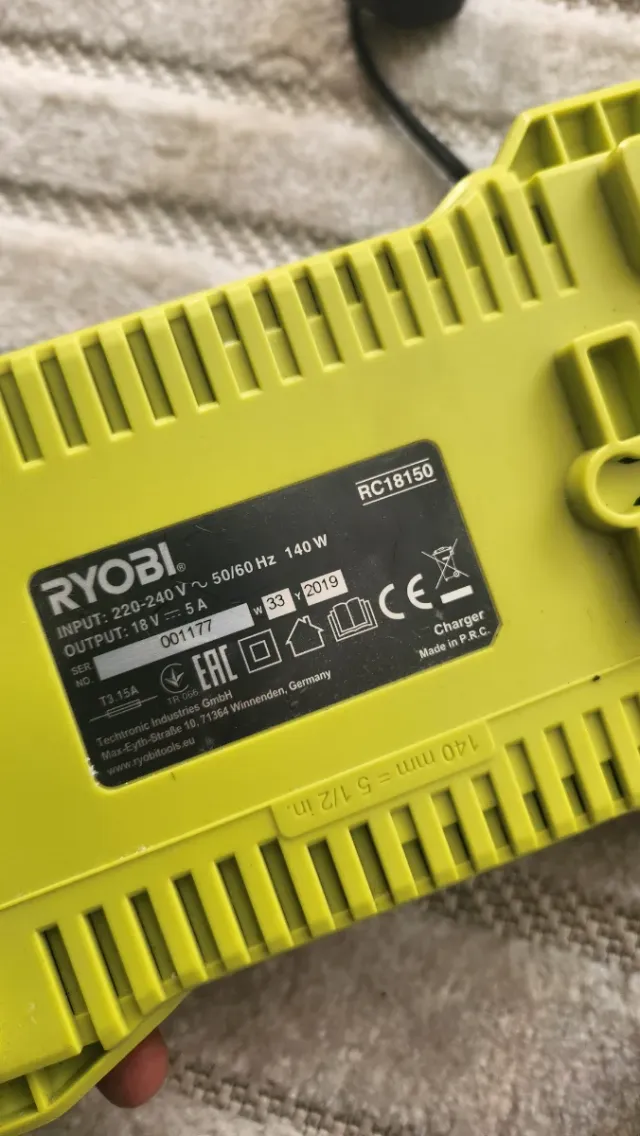 RC18150
RYOBI®
INPUT: 220-240 V ~ 50/60 Hz 140 W
OUTPUT: 18 V ⎓ 5 A
SER. NO. 001177 W 33 Y 2019
T3.15A
TR 066
EAC
CE
Charger
Made in P.R.C.
Techtronic Industries GmbH
Max-Eyth-Straße 10, 71364 Winnenden, Germany
www.ryobitools.eu
140 mm = 5 1/2 in.